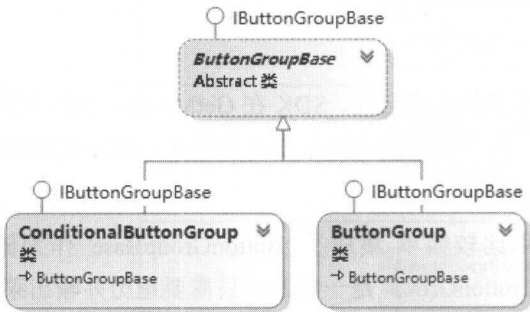 IButtonGroupBase
ButtonGroupBase
Abstract 类
IButtonGroupBase
IButtonGroupBase
ConditionalButtonGroup
类
→ ButtonGroupBase
ButtonGroup
类
→ ButtonGroupBase